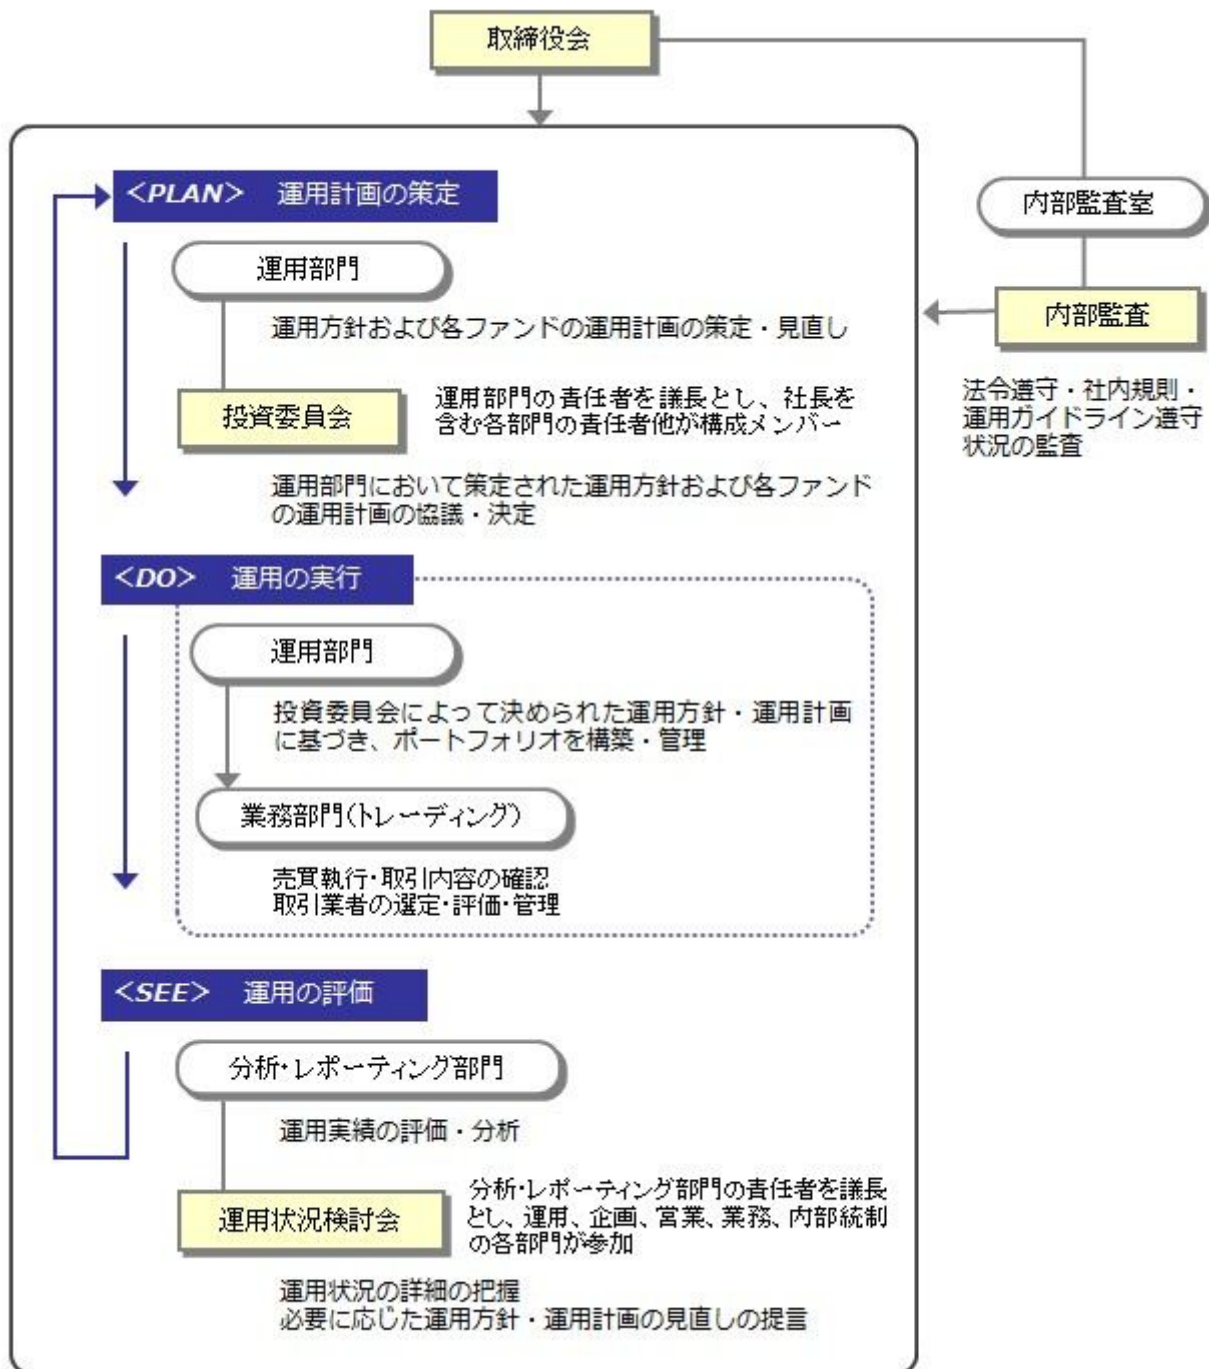 取締役会
<PLAN> 運用計画の策定
運用部門
運用方針および各ファンドの運用計画の策定・見直し
投資委員会
運用部門の責任者を議長とし、社長を
含む各部門の責任者他が構成メンバー
運用部門において策定された運用方針および各ファンド
の運用計画の協議・決定
内部監査室
内部監査
法令遵守・社内規則・
運用ガイドライン遵守
状況の監査
<DO> 運用の実行
運用部門
投資委員会によって決められた運用方針・運用計画
に基づき、ポートフォリオを構築・管理
業務部門(トレーディング)
売買執行・取引内容の確認
取引業者の選定・評価・管理
<SEE> 運用の評価
分析・レポーティング部門
運用実績の評価・分析
運用状況検討会
分析・レポーティング部門の責任者を議長
とし、運用、企画、営業、業務、内部統制
の各部門が参加
運用状況の詳細の把握
必要に応じた運用方針・運用計画の見直しの提言